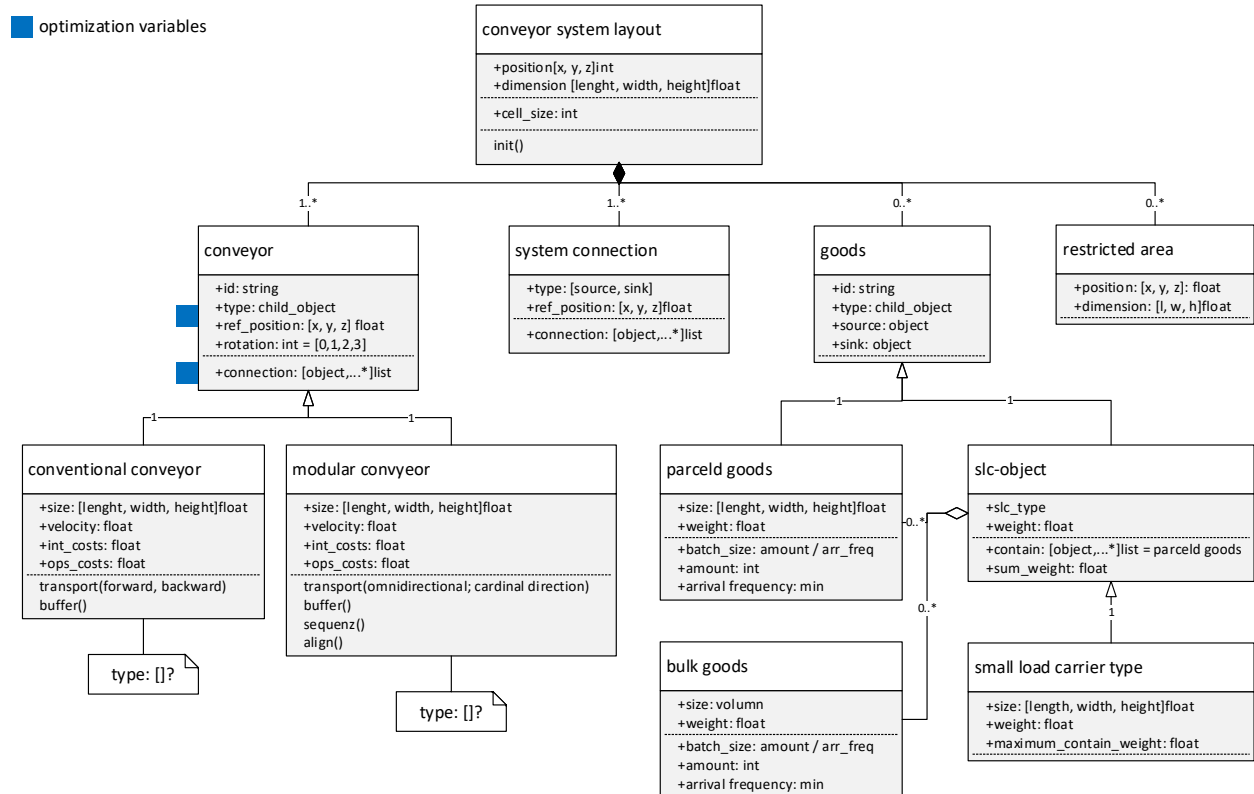 optimization variables
conveyor system layout
+position[x, y, z]int
+dimension [lenght, width, height]float
+cell_size: int
init()
1..*
1..*
0..*
0..*
conveyor
+id: string
+type: child_object
+ref_position: [x, y, z] float
+rotation: int = [0,1,2,3]
+connection: [object,...*]list
system connection
+type: [source, sink]
+ref_position: [x, y, z]float
+connection: [object,...*]list
goods
+id: string
+type: child_object
+source: object
+sink: object
restricted area
+position: [x, y, z]: float
+dimension: [l, w, h]float
1
1
1
1
conventional conveyor
+size: [lenght, width, height]float
+velocity: float
+int_costs: float
+ops_costs: float
transport(forward, backward)
buffer()
type: []?
modular convyeor
+size: [lenght, width, height]float
+velocity: float
+int_costs: float
+ops_costs: float
transport(omnidirectional; cardinal direction)
buffer()
sequenz()
align()
type: []?
parceld goods
+size: [lenght, width, height]float
+weight: float
+batch_size: amount / arr_freq
+amount: int
+arrival frequency: min
0..*
0..*
slc-object
+slc_type
+weight: float
+contain: [object,...*]list = parceld goods
+sum_weight: float
1
bulk goods
+size: volumn
+weight: float
+batch_size: amount / arr_freq
+amount: int
+arrival frequency: min
small load carrier type
+size: [length, width, height]float
+weight: float
+maximum_contain_weight: float